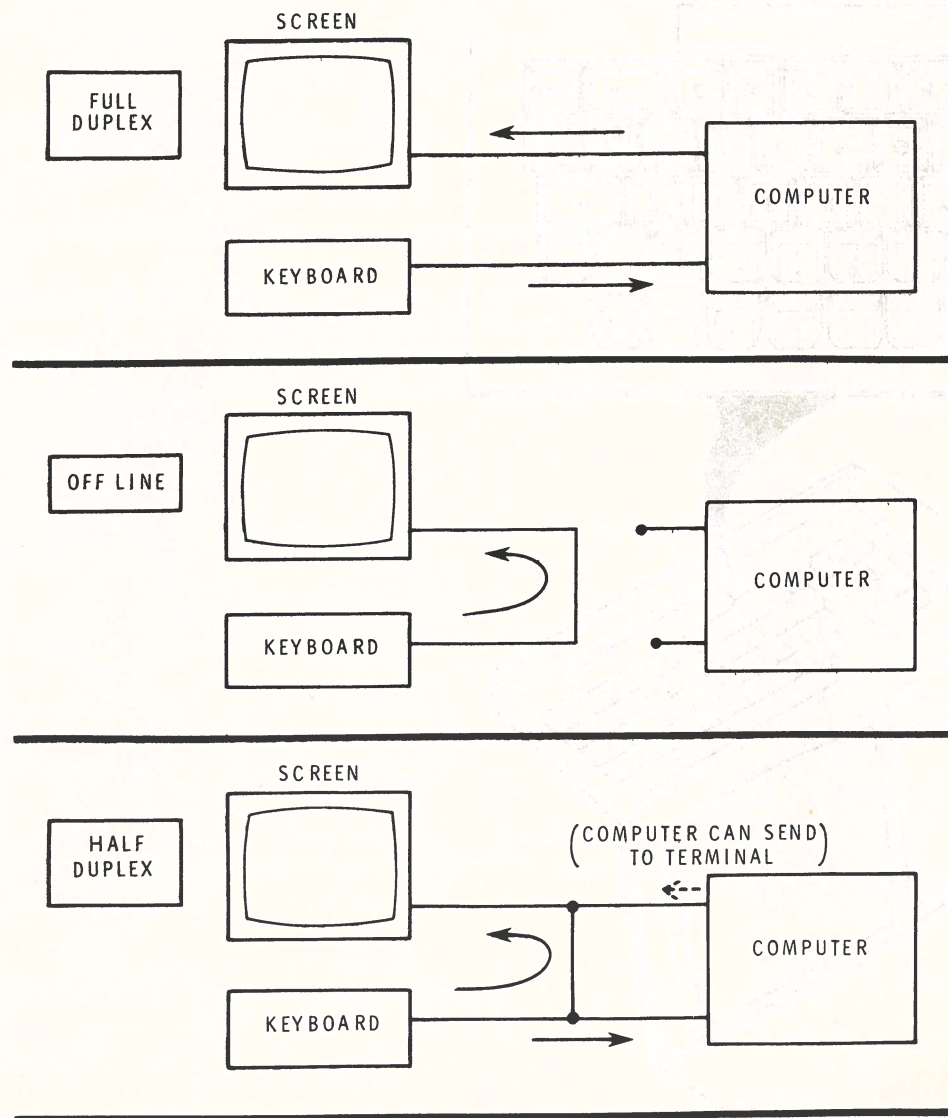 SCREEN
FULL
DUPLEX
COMPUTER
KEYBOARD
SCREEN
OFF LINE
COMPUTER
KEYBOARD
SCREEN
HALF
DUPLEX
(COMPUTER CAN SEND
TO TERMINAL)
COMPUTER
KEYBOARD